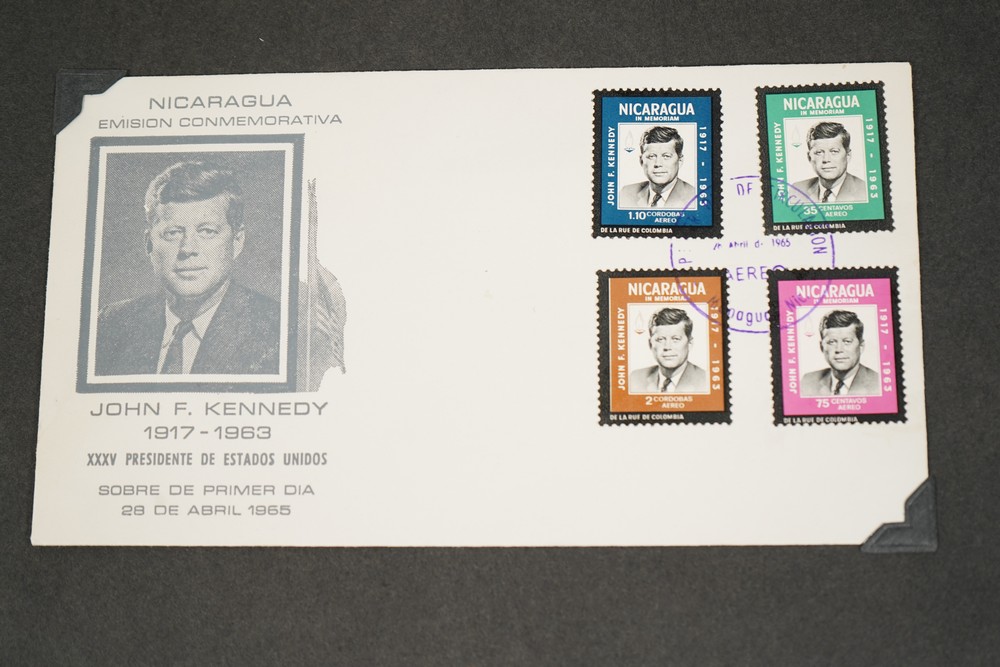 NICARAGUA
EMISION CONMEMORATIVA
JOHN F. KENNEDY
1917-1963
XXXV PRESIDENTE DE ESTADOS UNIDOS
SOBRE DE PRIMER DIA
28 DE ABRIL 1965
NICARAGUA
IN MEMORIAM
JOHN F. KENNEDY
1917 - 1963
1.10 CORDOBAS
AEREO
DE LA RUE DE COLOMBIA
NICARAGUA
IN MEMORIAM
JOHN F. KENNEDY
1917 - 1963
35 CENTAVOS
AEREO
DE LA RUE DE COLOMBIA
DE
abril de 1965
AEREO
NICARAGUA
IN MEMORIAM
JOHN F. KENNEDY
1917 - 1963
2 CORDOBAS
AEREO
DE LA RUE DE COLOMBIA
NICARAGUA
IN MEMORIAM
JOHN F. KENNEDY
1917 - 1963
75 CENTAVOS
AEREO
DE LA RUE DE COLOMBIA